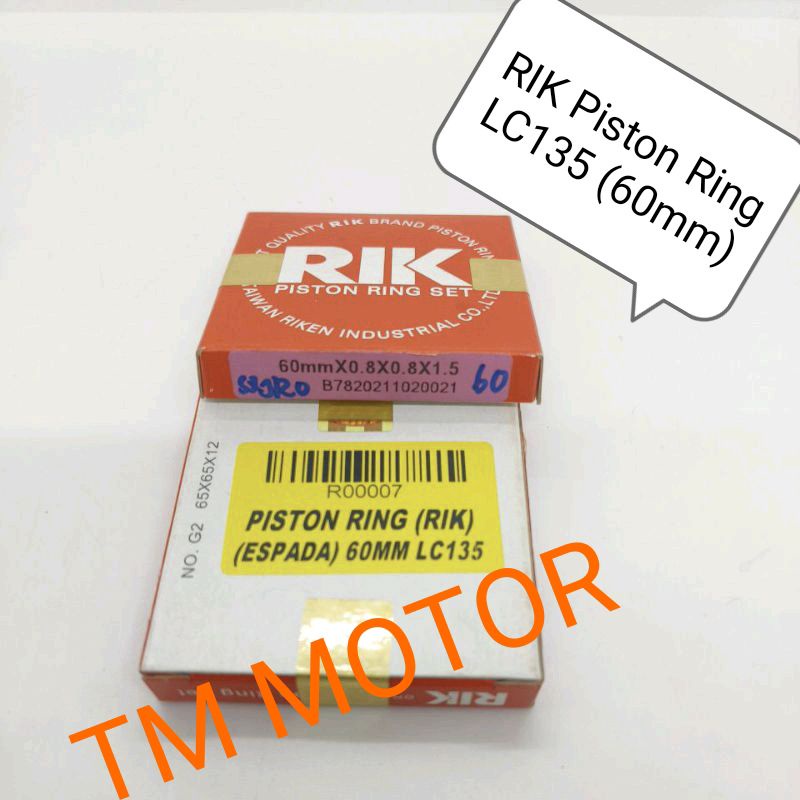 RIK Piston Ring
LC135 (60mm)
QUALITY RIK BRAND PISTON
RIK
PISTON RING SET
TAIWAN RIKEN INDUSTRIAL CO.,LTD
60mmX0.8X0.8X1.5
B7820211020021
60
NO. G2 65X65X12
R00007
PISTON RING (RIK)
(ESPADA) 60MM LC135
RIK
TM MOTOR